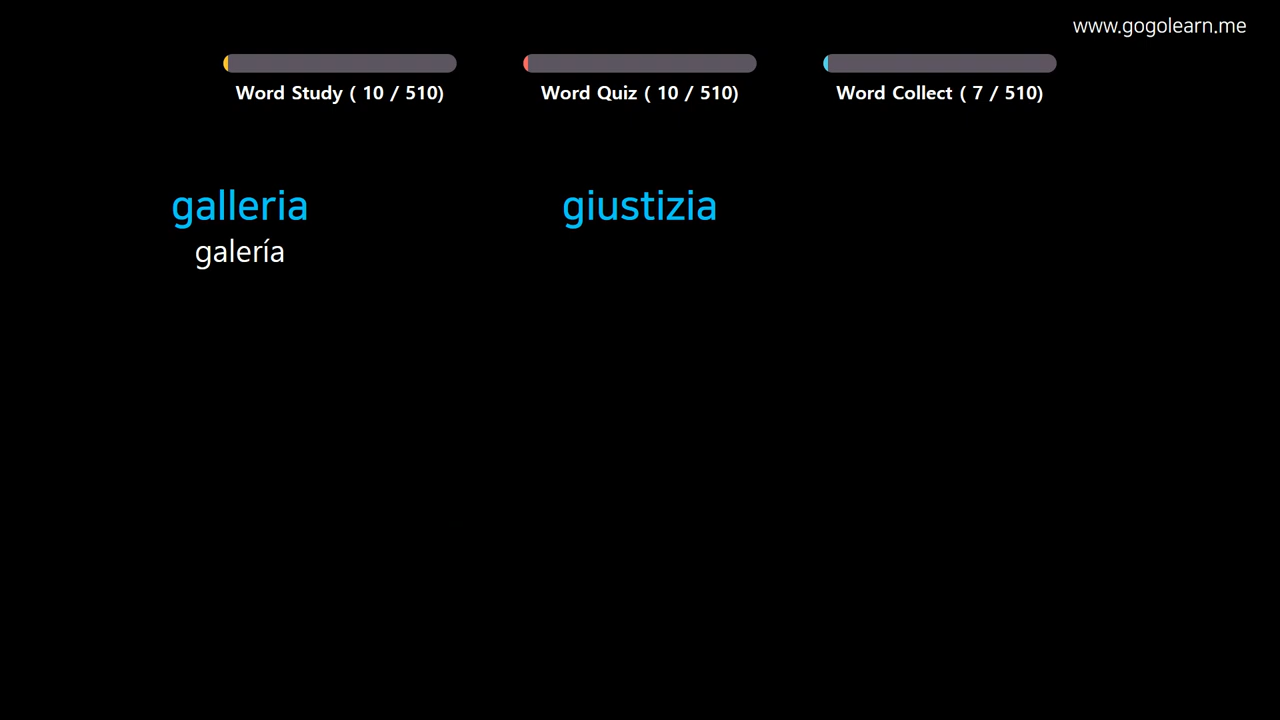 www.gogolearn.me
Word Study ( 10 / 510)
Word Quiz ( 10 / 510)
Word Collect ( 7 / 510)
galleria
galería
giustizia